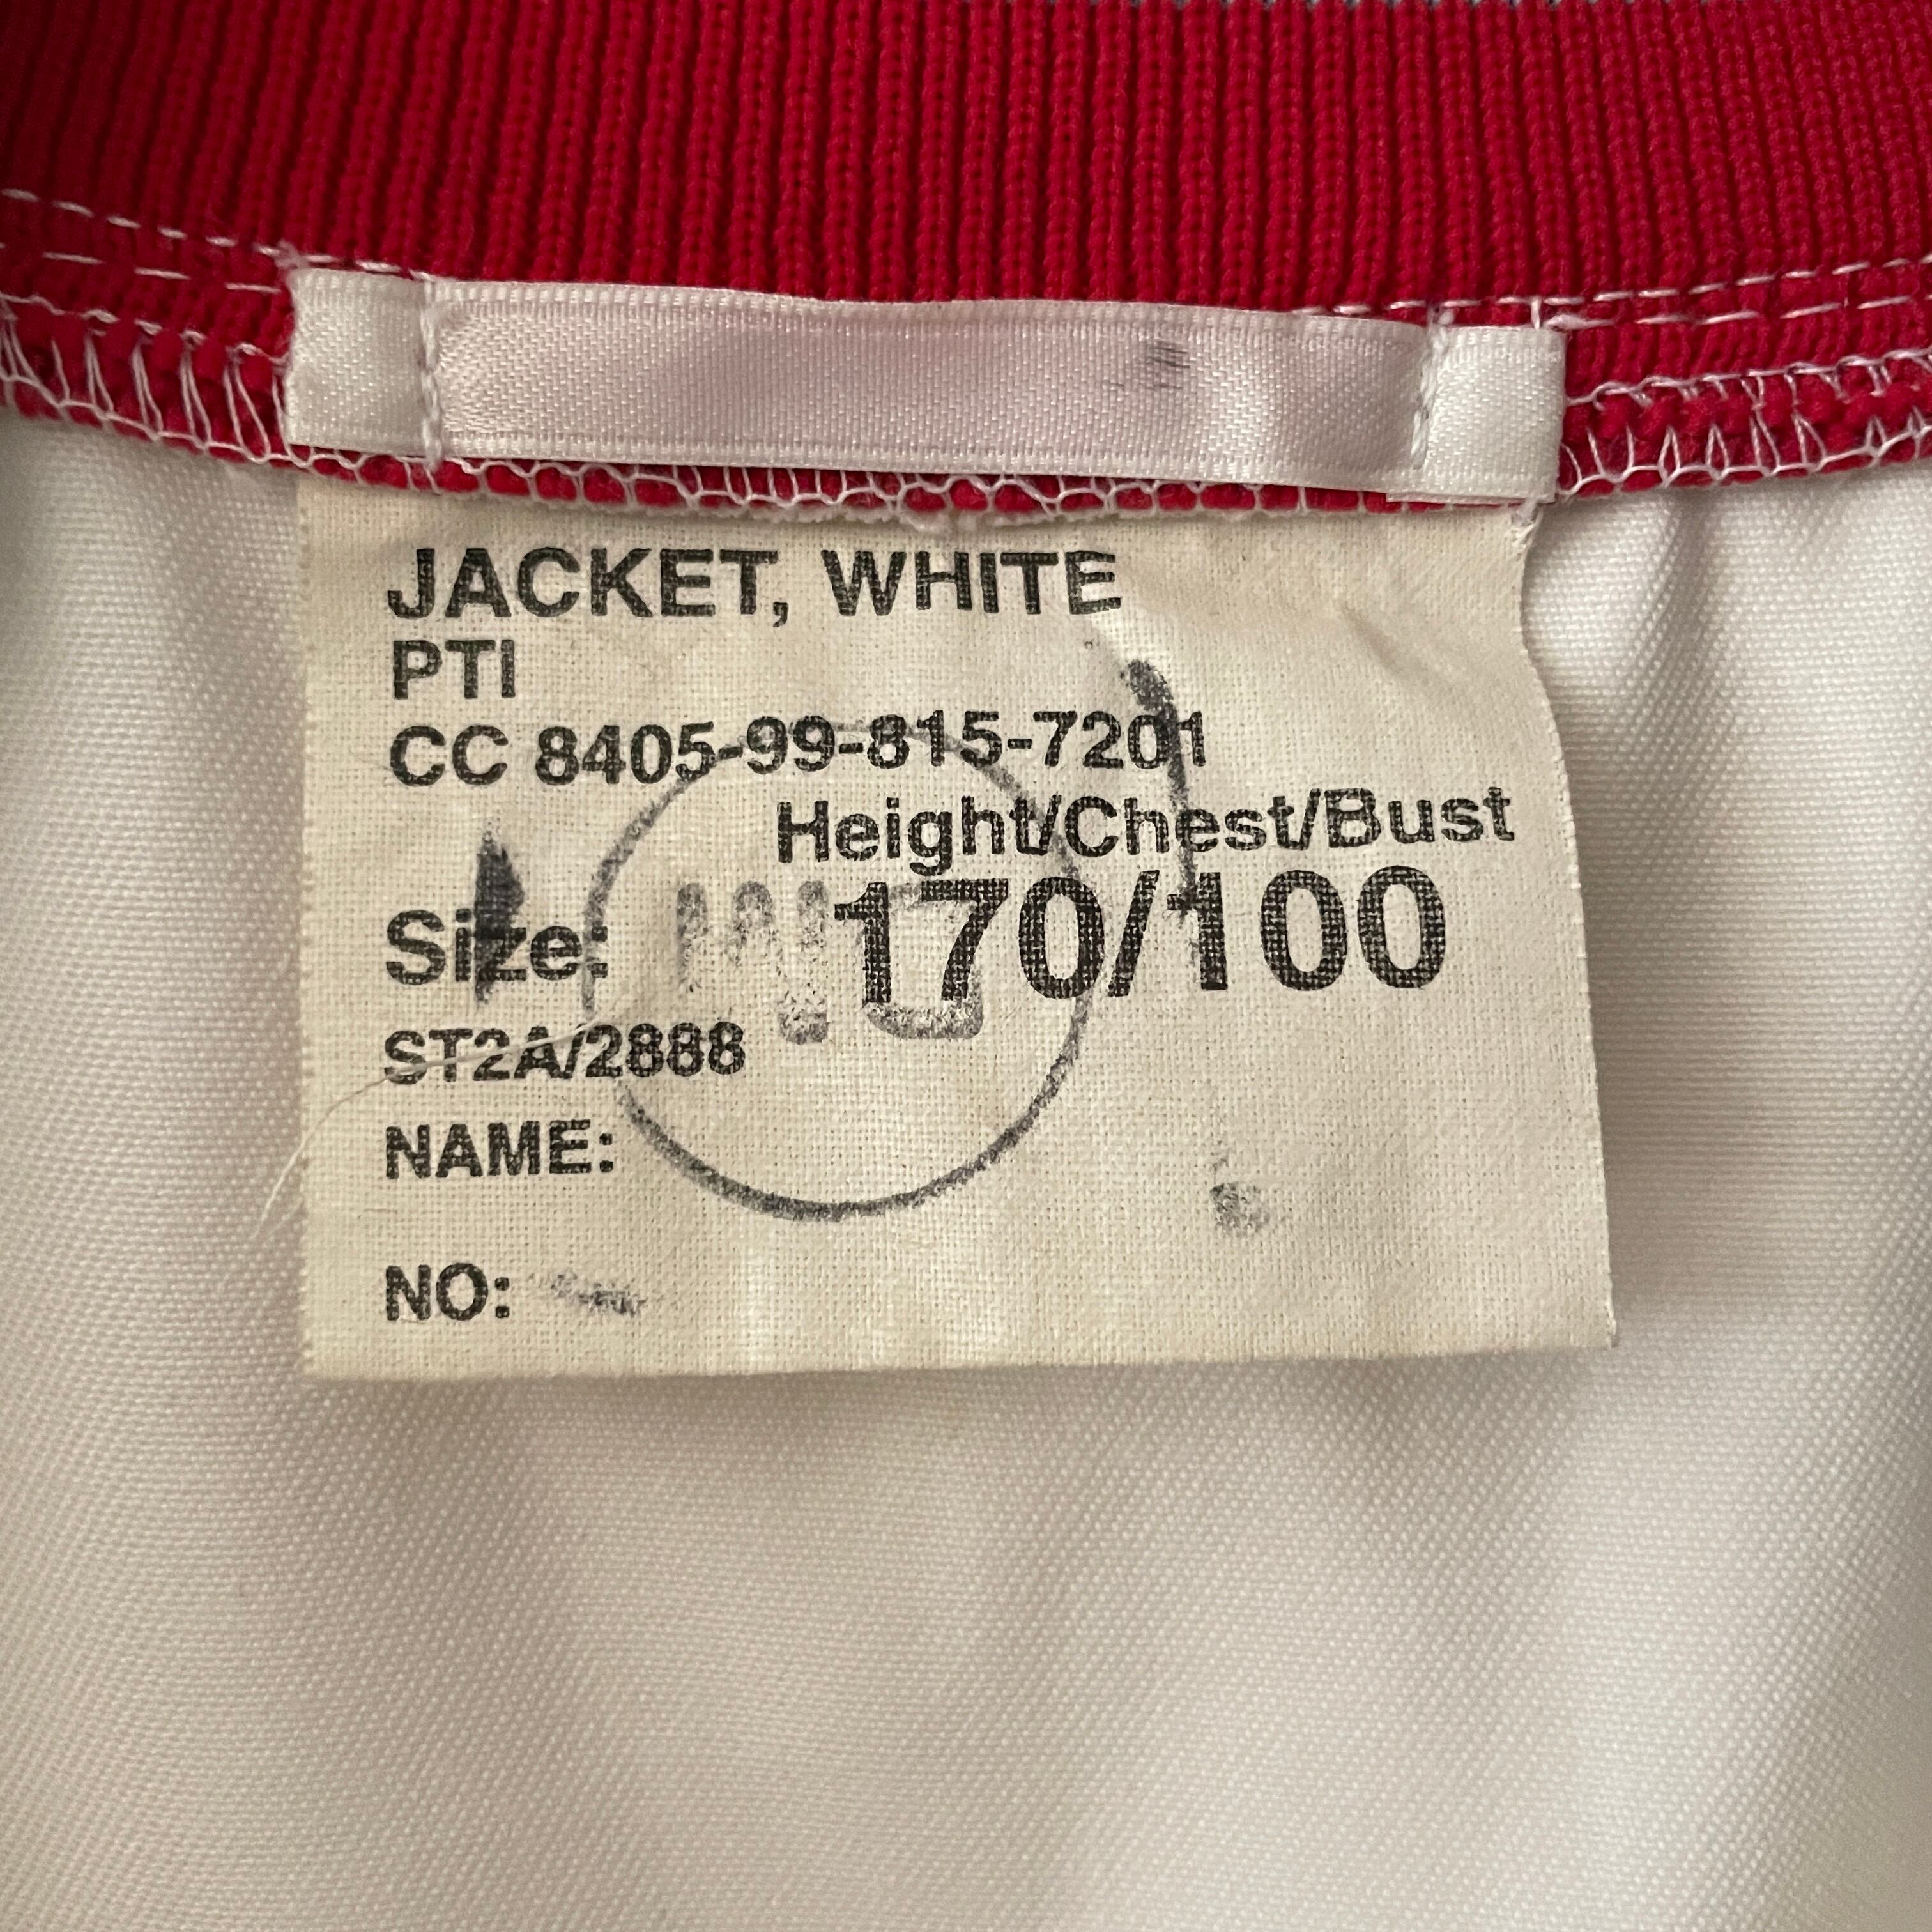 JACKET, WHITE
PTI
CC 8405-99-815-7201
Height/Chest/Bust
Size: 170/100
ST2A/2888
NAME:
NO: